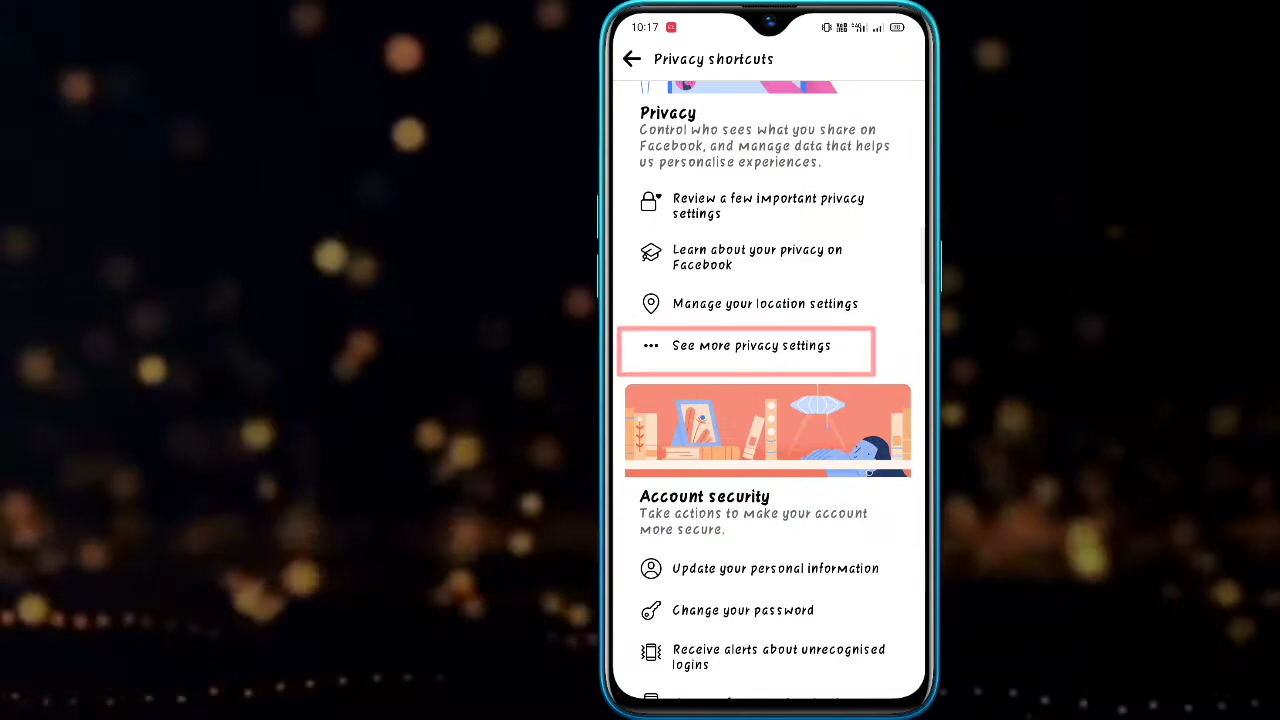 10:17
Privacy shortcuts
Privacy
Control who sees what you share on
Facebook, and manage data that helps
us personalise experiences.
Review a few important privacy
settings
Learn about your privacy on
Facebook
Manage your location settings
See more privacy settings
Account security
Take actions to make your account
more secure.
Update your personal information
Change your password
Receive alerts about unrecognised
logins